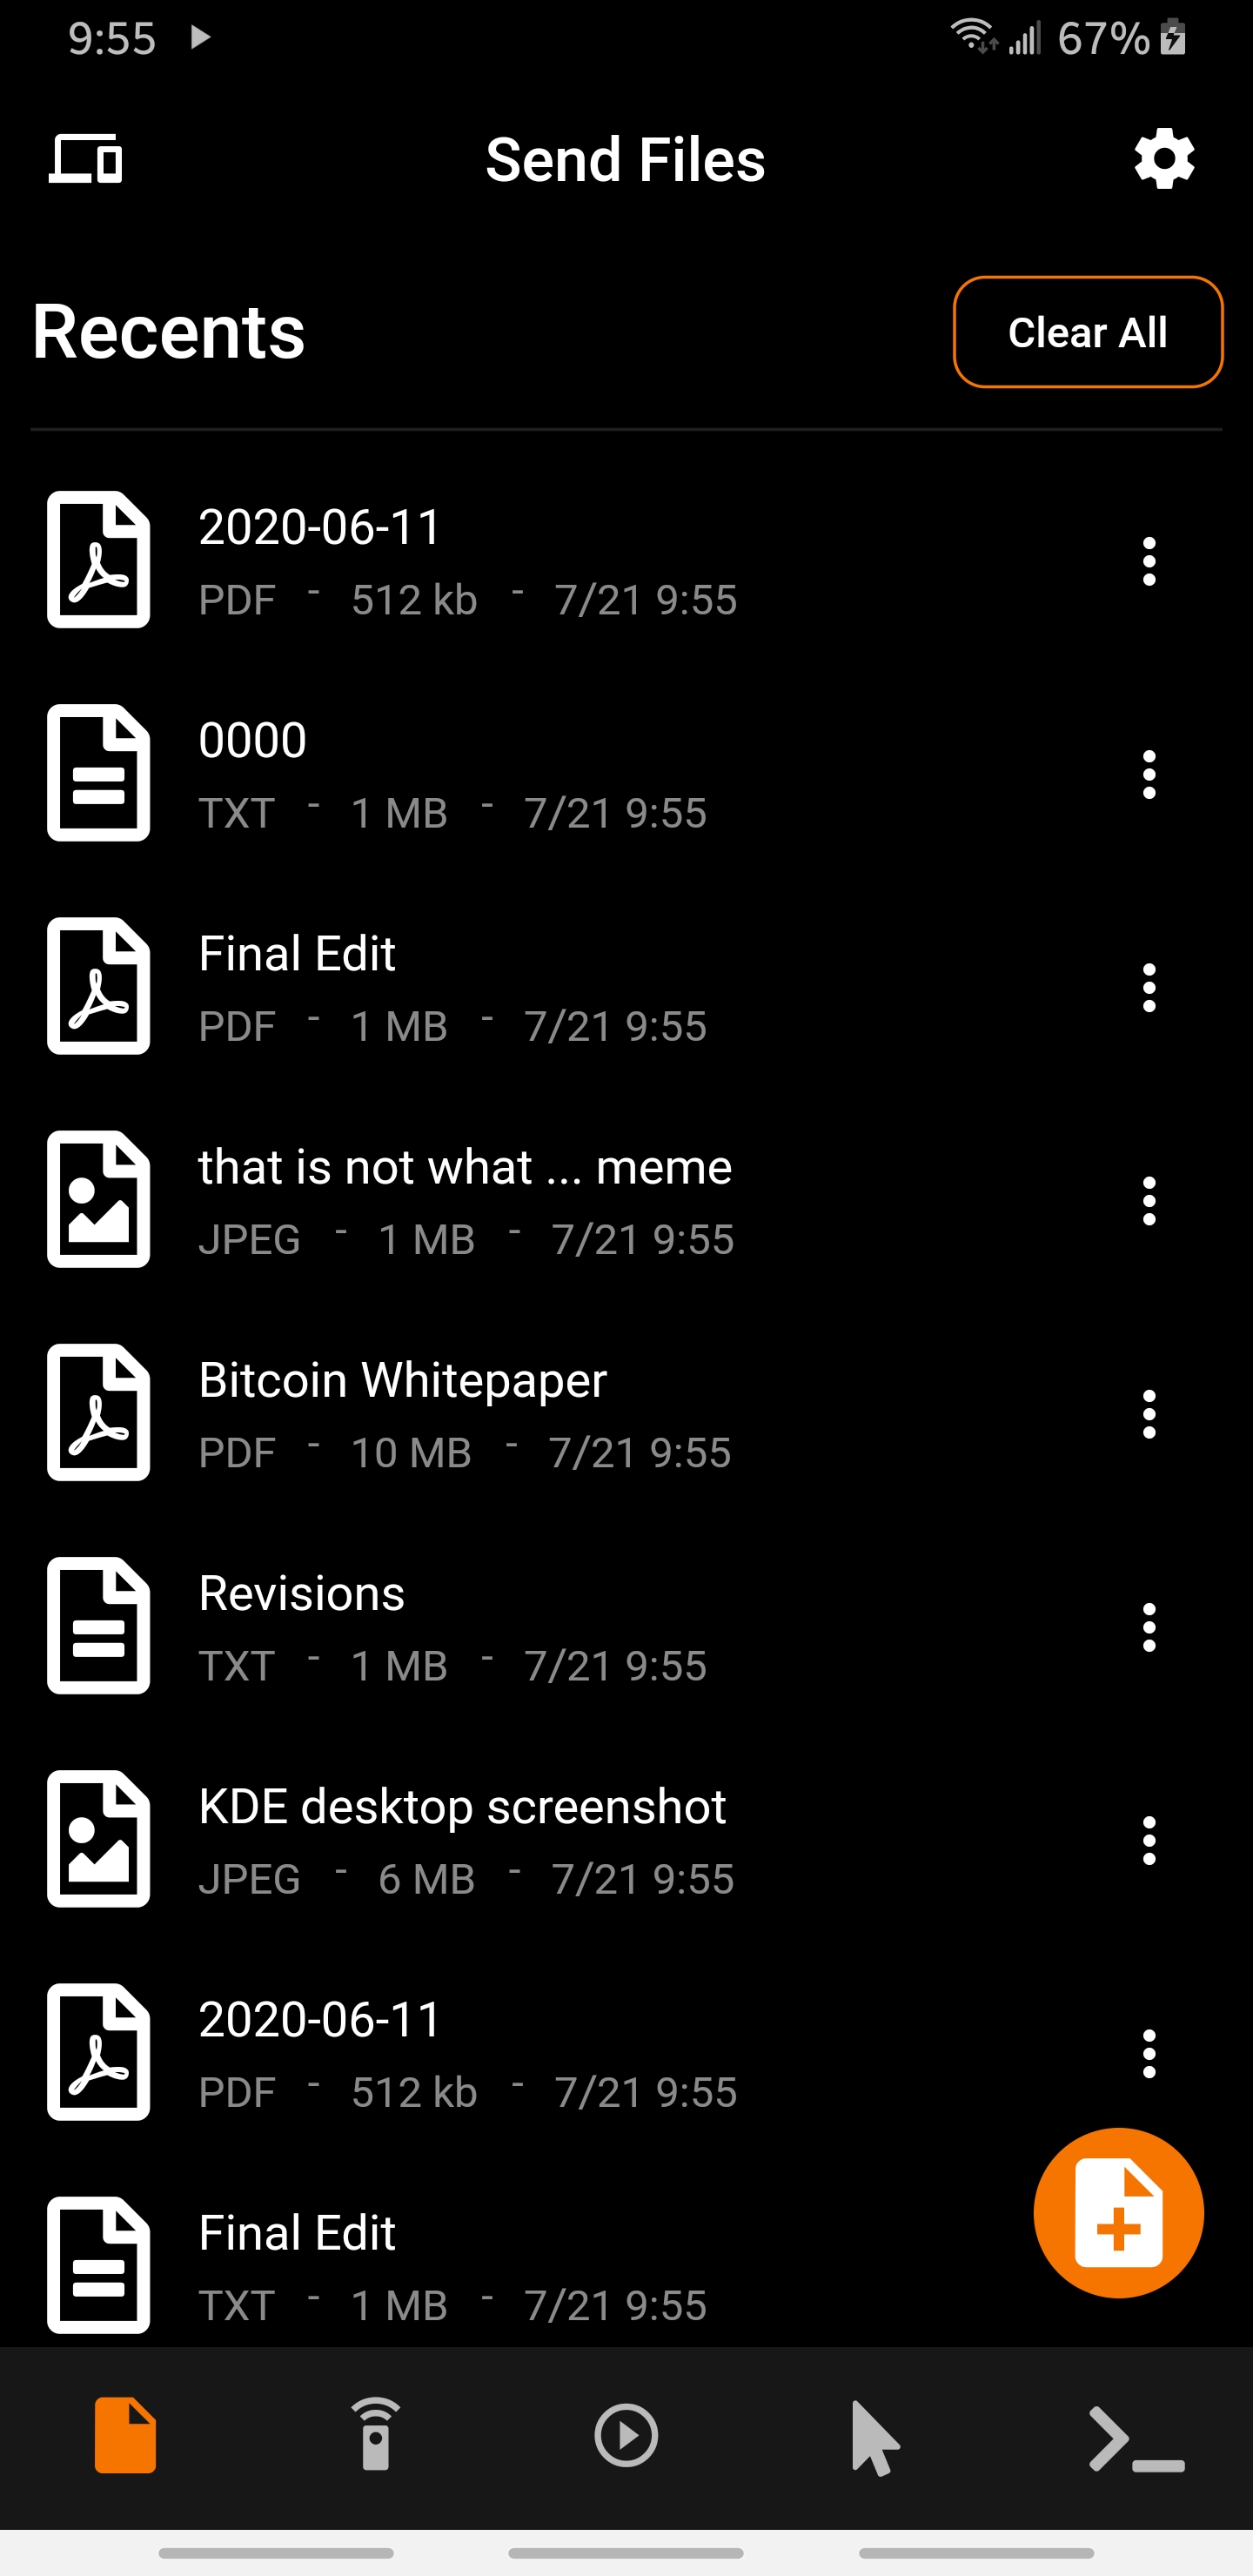 9:55 67%
Send Files
Recents Clear All
2020-06-11
PDF - 512 kb - 7/21 9:55
0000
TXT - 1 MB - 7/21 9:55
Final Edit
PDF - 1 MB - 7/21 9:55
that is not what ... meme
JPEG - 1 MB - 7/21 9:55
Bitcoin Whitepaper
PDF - 10 MB - 7/21 9:55
Revisions
TXT - 1 MB - 7/21 9:55
KDE desktop screenshot
JPEG - 6 MB - 7/21 9:55
2020-06-11
PDF - 512 kb - 7/21 9:55
Final Edit
TXT - 1 MB - 7/21 9:55